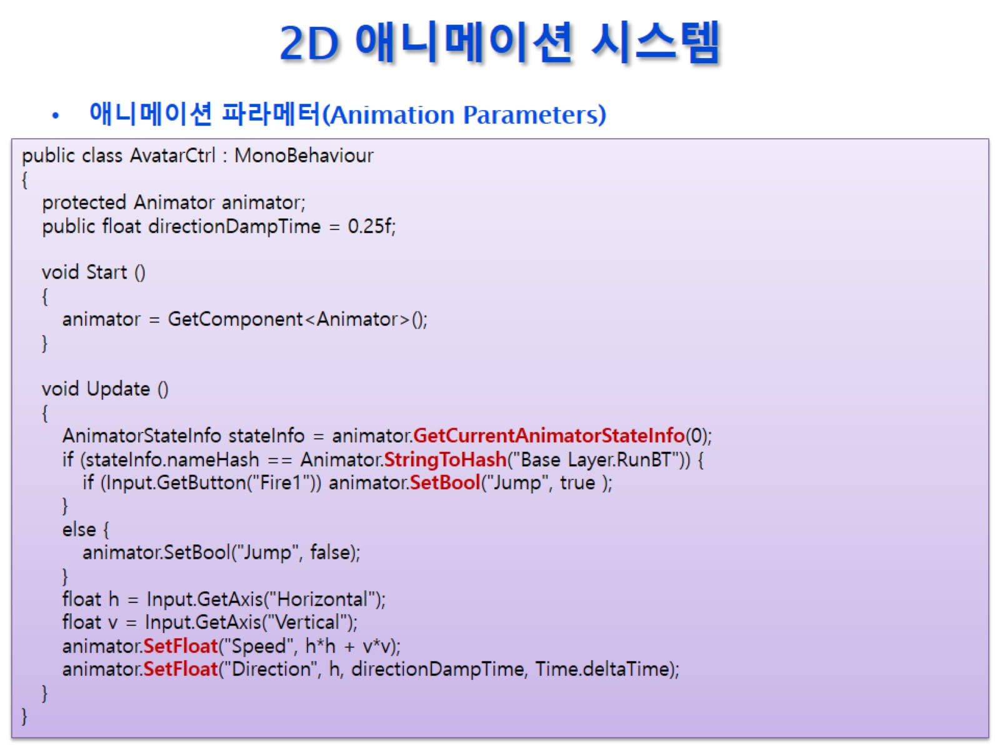 2D 애니메이션 시스템
• 애니메이션 파라메터(Animation Parameters)
public class AvatarCtrl : MonoBehaviour
{
protected Animator animator;
public float directionDampTime = 0.25f;
void Start ()
{
animator = GetComponent<Animator>();
}
void Update ()
{
AnimatorStateInfo stateInfo = animator.GetCurrentAnimatorStateInfo(0);
if (stateInfo.nameHash == Animator.StringToHash("Base Layer.RunBT")) {
if (Input.GetButton("Fire1")) animator.SetBool("Jump", true );
}
else {
animator.SetBool("Jump", false);
}
float h = Input.GetAxis("Horizontal");
float v = Input.GetAxis("Vertical");
animator.SetFloat("Speed", h*h + v*v);
animator.SetFloat("Direction", h, directionDampTime, Time.deltaTime);
}
}